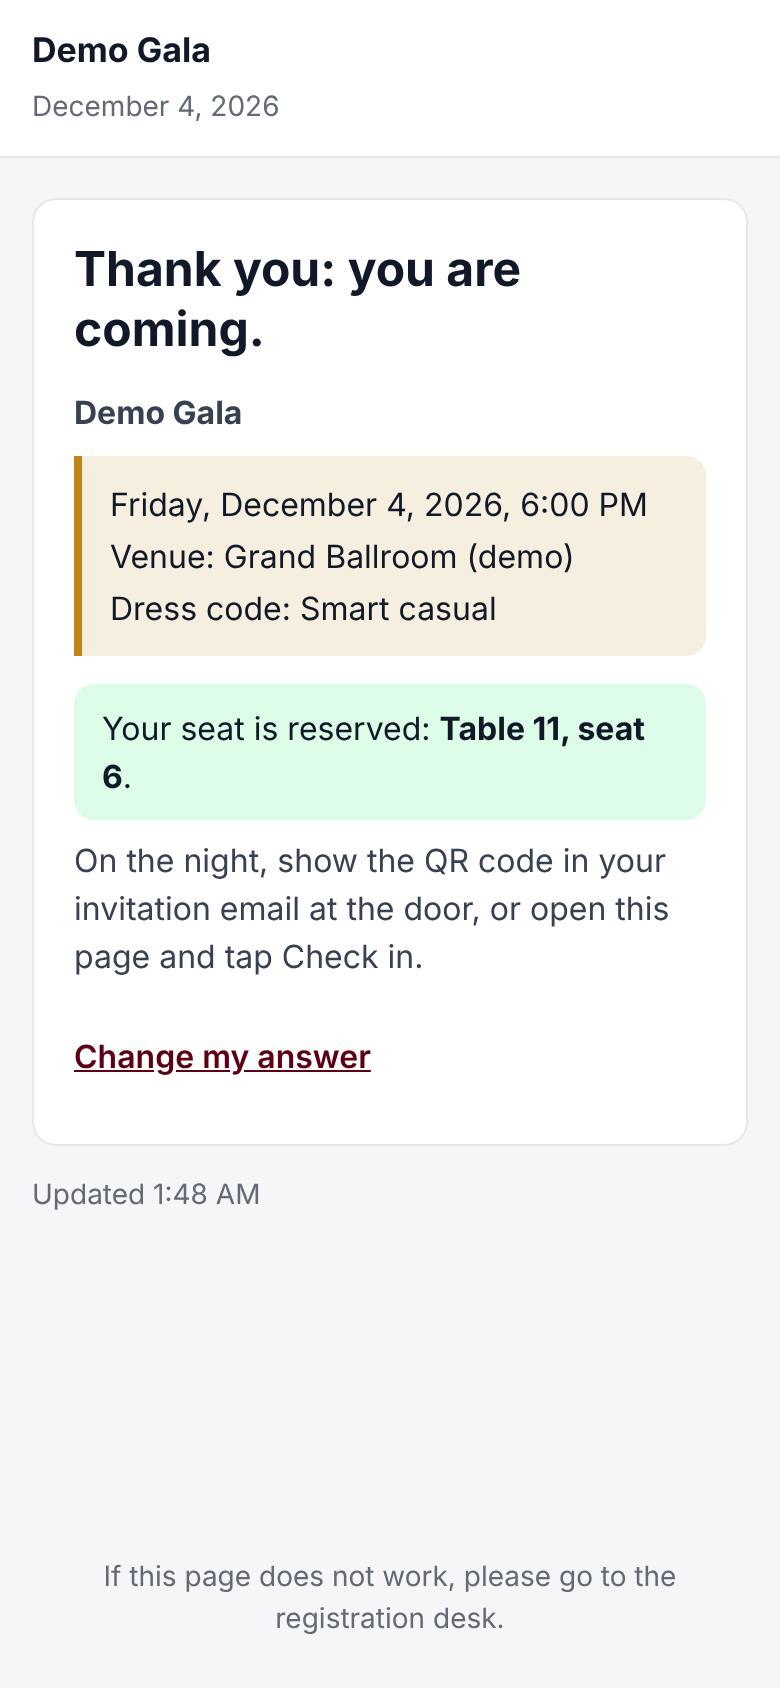 Demo Gala
December 4, 2026
Thank you: you are
coming.
Demo Gala
Friday, December 4, 2026, 6:00 PM
Venue: Grand Ballroom (demo)
Dress code: Smart casual
Your seat is reserved: Table 11, seat
6.
On the night, show the QR code in your
invitation email at the door, or open this
page and tap Check in.
Change my answer
Updated 1:48 AM
If this page does not work, please go to the
registration desk.